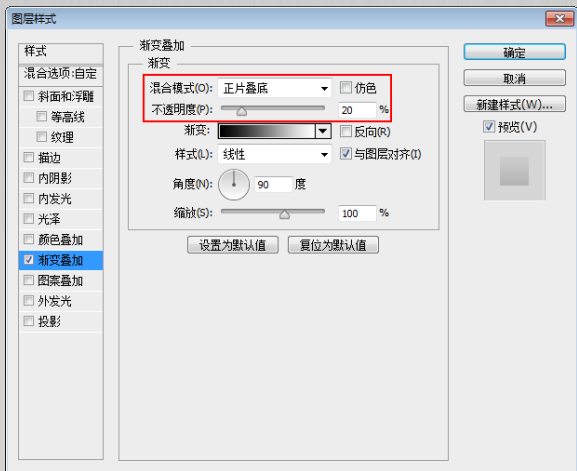 图层样式
样式
混合选项:自定
斜面和浮雕
等高线
纹理
描边
内阴影
内发光
光泽
颜色叠加
渐变叠加
图案叠加
外发光
投影
渐变叠加
渐变
混合模式(O): 正片叠底 仿色
不透明度(P): 20 %
渐变: 反向(R)
样式(L): 线性 与图层对齐(I)
角度(N): 90 度
缩放(S): 100 %
设置为默认值 复位为默认值
确定
取消
新建样式(W)...
预览(V)